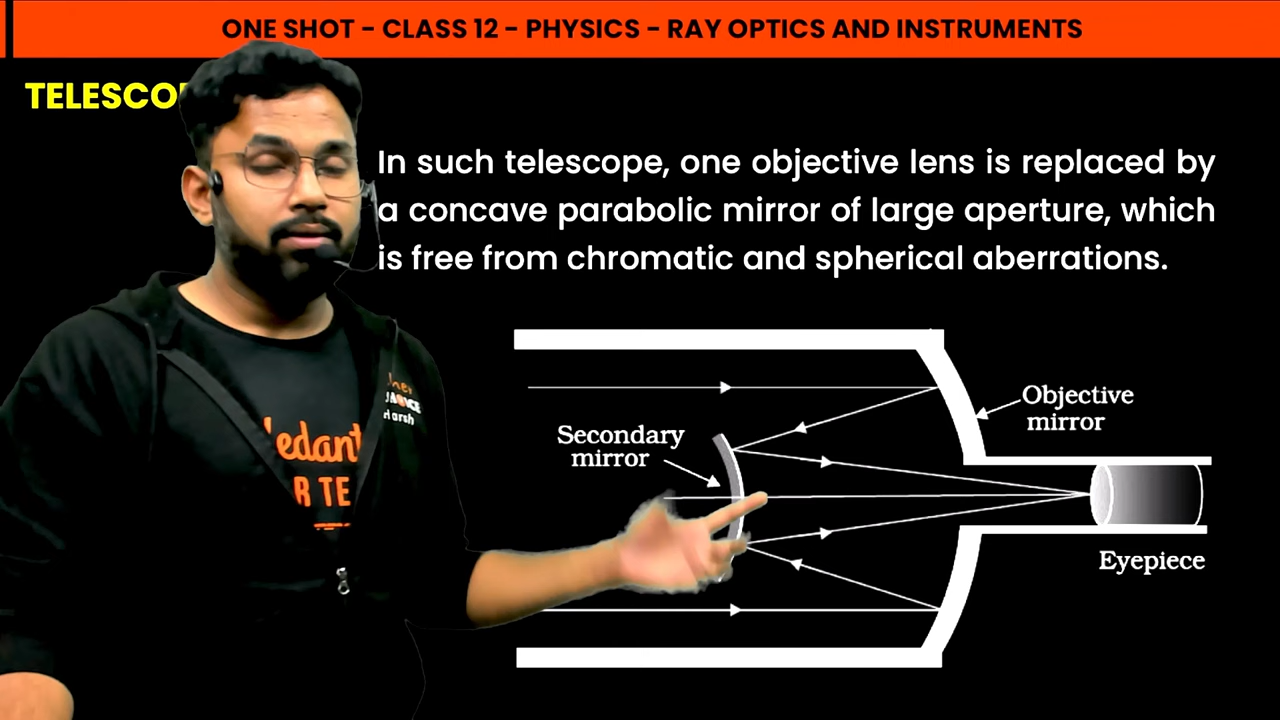 ONE SHOT - CLASS 12 - PHYSICS - RAY OPTICS AND INSTRUMENTS
In such telescope, one objective lens is replaced by
a concave parabolic mirror of large aperture, which
is free from chromatic and spherical aberrations.
Objective
mirror
Secondary
mirror
Eyepiece